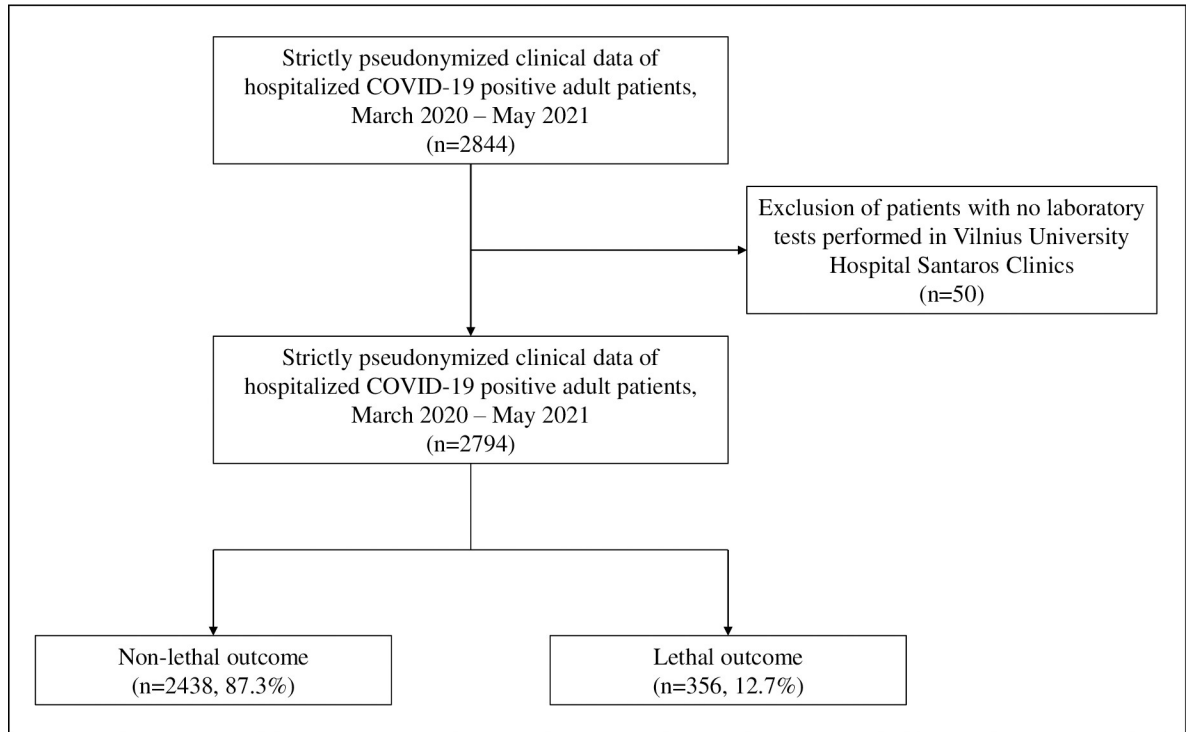 Strictly pseudonymized clinical data of
hospitalized COVID-19 positive adult patients,
March 2020 – May 2021
(n=2844)
Exclusion of patients with no laboratory
tests performed in Vilnius University
Hospital Santaros Clinics
(n=50)
Strictly pseudonymized clinical data of
hospitalized COVID-19 positive adult patients,
March 2020 – May 2021
(n=2794)
Non-lethal outcome
(n=2438, 87.3%)
Lethal outcome
(n=356, 12.7%)